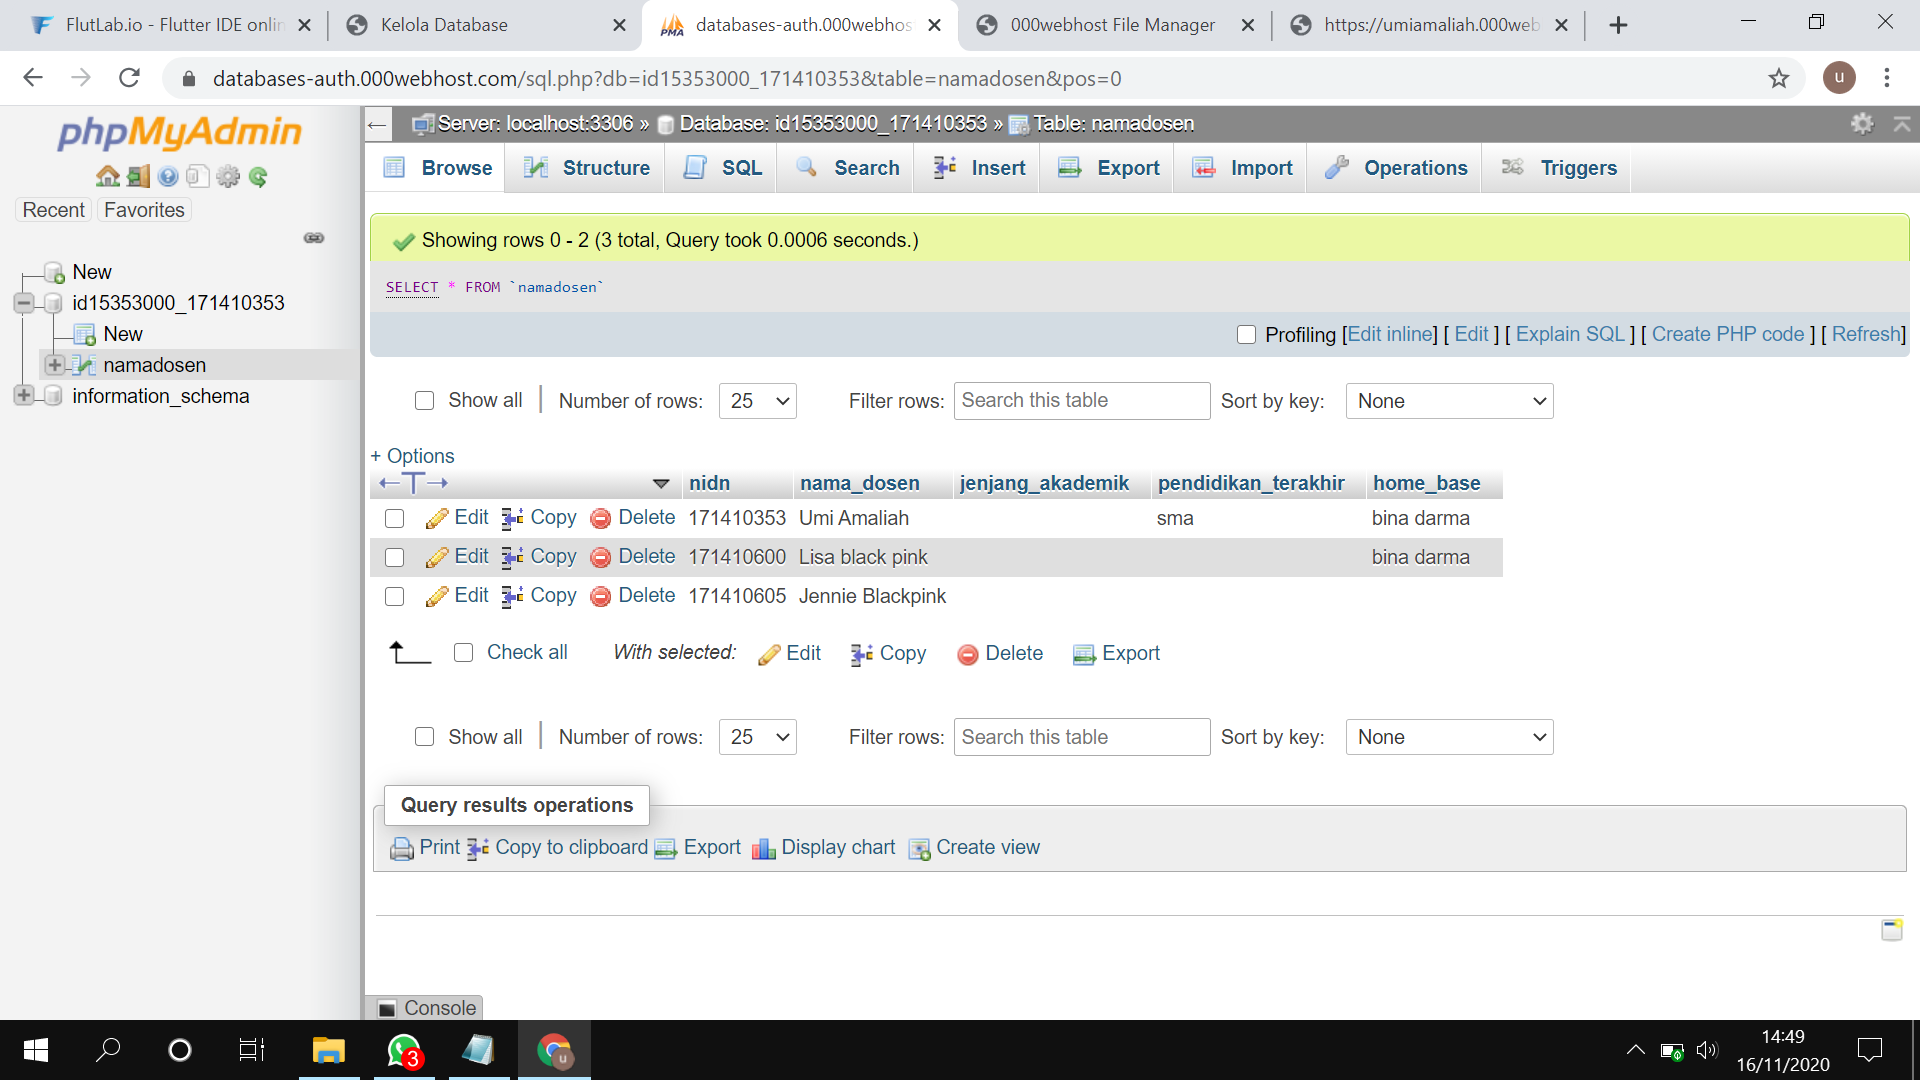 FlutLab.io - Flutter IDE onlin
Kelola Database
databases-auth.000webhos
000webhost File Manager
https://umiamaliah.000web
databases-auth.000webhost.com/sql.php?db=id15353000_171410353&table=namadosen&pos=0
u
phpMyAdmin
Recent Favorites
New
id15353000_171410353
New
namadosen
information_schema
Server: localhost:3306 » Database: id15353000_171410353 » Table: namadosen
Browse Structure SQL Search Insert Export Import Operations Triggers
Showing rows 0 - 2 (3 total, Query took 0.0006 seconds.)
SELECT * FROM `namadosen`
Profiling [Edit inline] [ Edit ] [ Explain SQL ] [ Create PHP code ] [ Refresh]
Show all Number of rows: 25 Filter rows: Search this table Sort by key: None
+ Options
←T→ nidn nama_dosen jenjang_akademik pendidikan_terakhir home_base
Edit Copy Delete 171410353 Umi Amaliah sma bina darma
Edit Copy Delete 171410600 Lisa black pink bina darma
Edit Copy Delete 171410605 Jennie Blackpink
Check all With selected: Edit Copy Delete Export
Show all Number of rows: 25 Filter rows: Search this table Sort by key: None
Query results operations
Print Copy to clipboard Export Display chart Create view
Console
3
u
14:49
16/11/2020